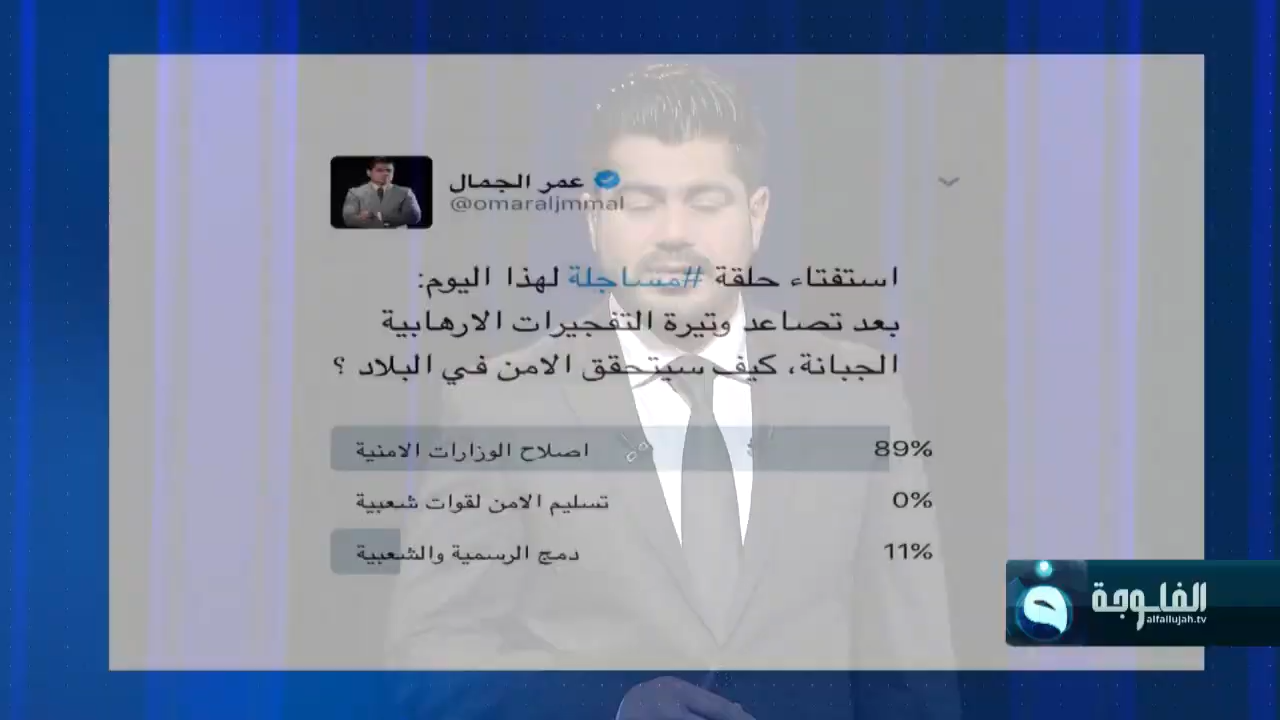 عمر الجمال
@omaraljmmal
استفتاء حلقة #مساجلة لهذا اليوم:
بعد تصاعد وتيرة التفجيرات الارهابية
الجبانة، كيف سيتحقق الامن في البلاد ؟
اصلاح الوزارات الامنية 89%
تسليم الامن لقوات شعبية 0%
دمج الرسمية والشعبية 11%
الفلوجة
alfallujah.tv